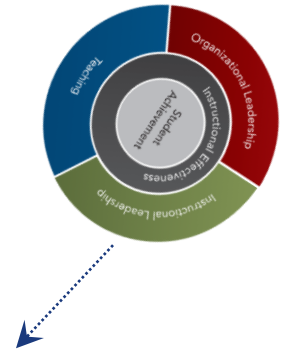 Organizational Leadership
Teaching
Instructional Effectiveness
Student
Achievement
Instructional Leadership